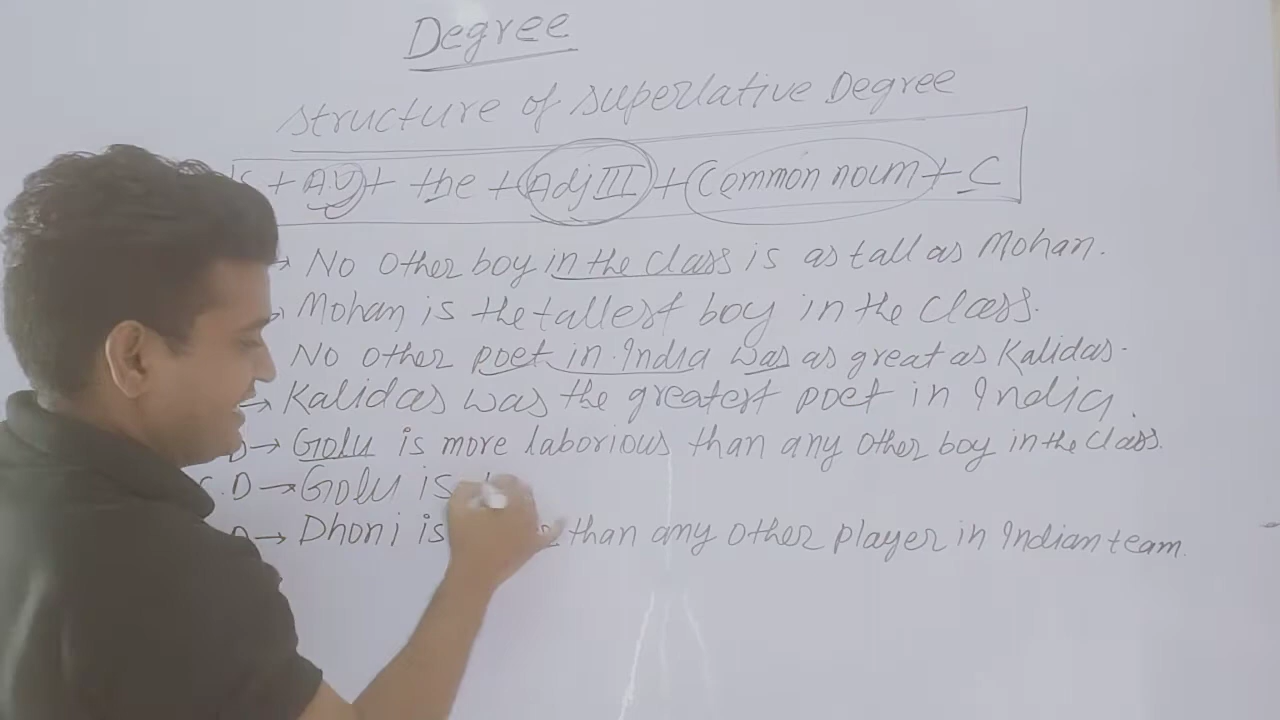 Degree
Structure of superlative Degree
S + A.V + the + Adj III + Common noun + C
→ No other boy in the class is as tall as Mohan.
→ Mohan is the tallest boy in the class.
No other poet in India was as great as Kalidas.
→ Kalidas was the greatest poet in India.
D → Golu is more laborious than any other boy in the class.
S.D → Golu is
D → Dhoni is than any other player in Indian team.